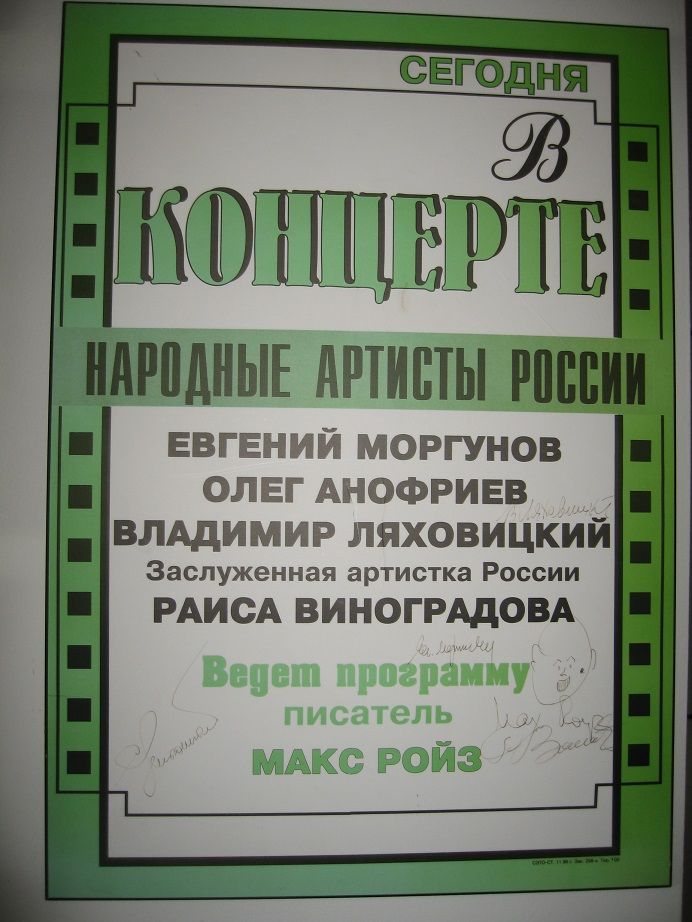 СЕГОДНЯ
В
КОНЦЕРТЕ
НАРОДНЫЕ АРТИСТЫ РОССИИ
ЕВГЕНИЙ МОРГУНОВ
ОЛЕГ АНОФРИЕВ
ВЛАДИМИР ЛЯХОВИЦКИЙ
Заслуженная артистка России
РАИСА ВИНОГРАДОВА
Ведет программу
писатель
МАКС РОЙЗ